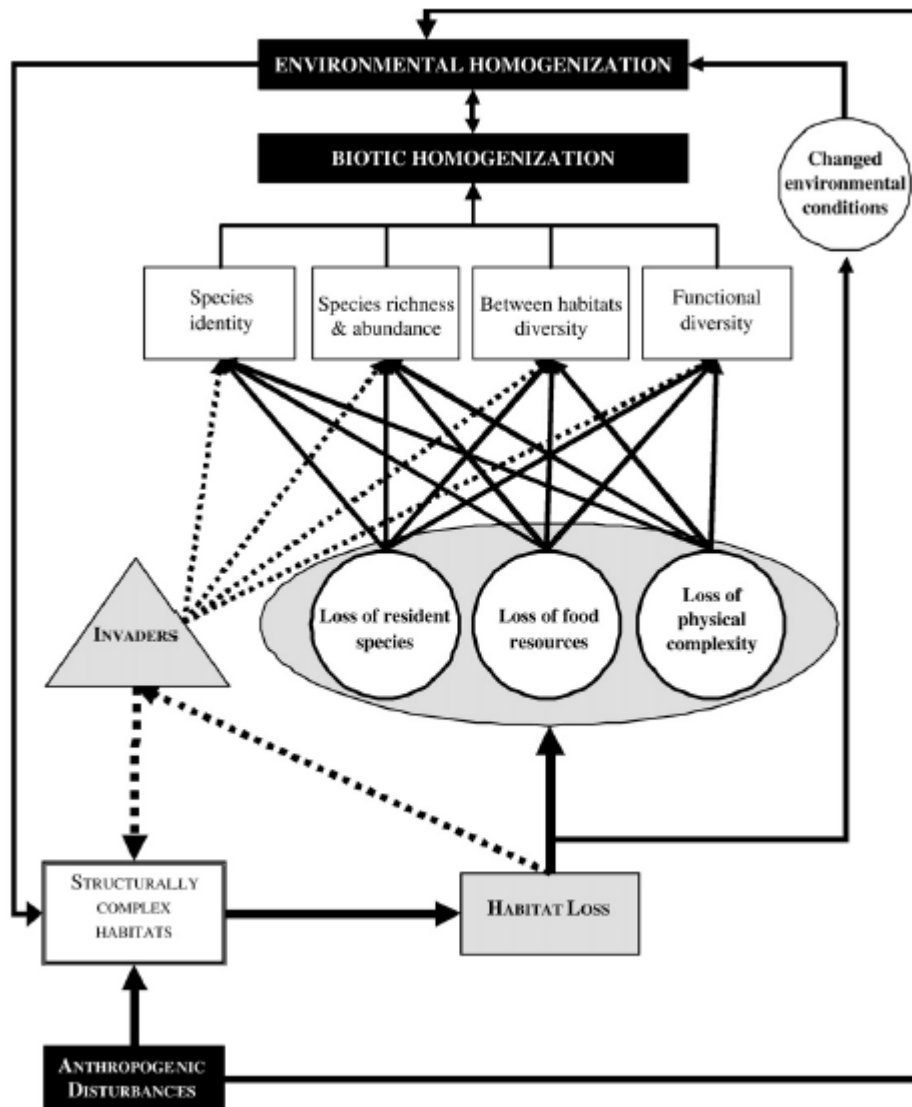 ENVIRONMENTAL HOMOGENIZATION
BIOTIC HOMOGENIZATION
Changed
environmental
conditions
Species
identity
Species richness
& abundance
Between habitats
diversity
Functional
diversity
INVADERS
Loss of resident
species
Loss of food
resources
Loss of
physical
complexity
STRUCTURALLY
COMPLEX
HABITATS
HABITAT LOSS
ANTHROPOGENIC
DISTURBANCES